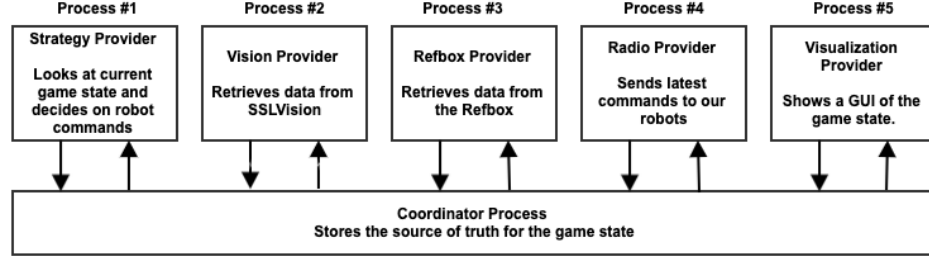 Process #1
Process #2
Process #3
Process #4
Process #5
Strategy Provider
Looks at current
game state and
decides on robot
commands
Vision Provider
Retrieves data from
SSLVision
Refbox Provider
Retrieves data from
the Refbox
Radio Provider
Sends latest
commands to our
robots
Visualization
Provider
Shows a GUI of the
game state.
Coordinator Process
Stores the source of truth for the game state